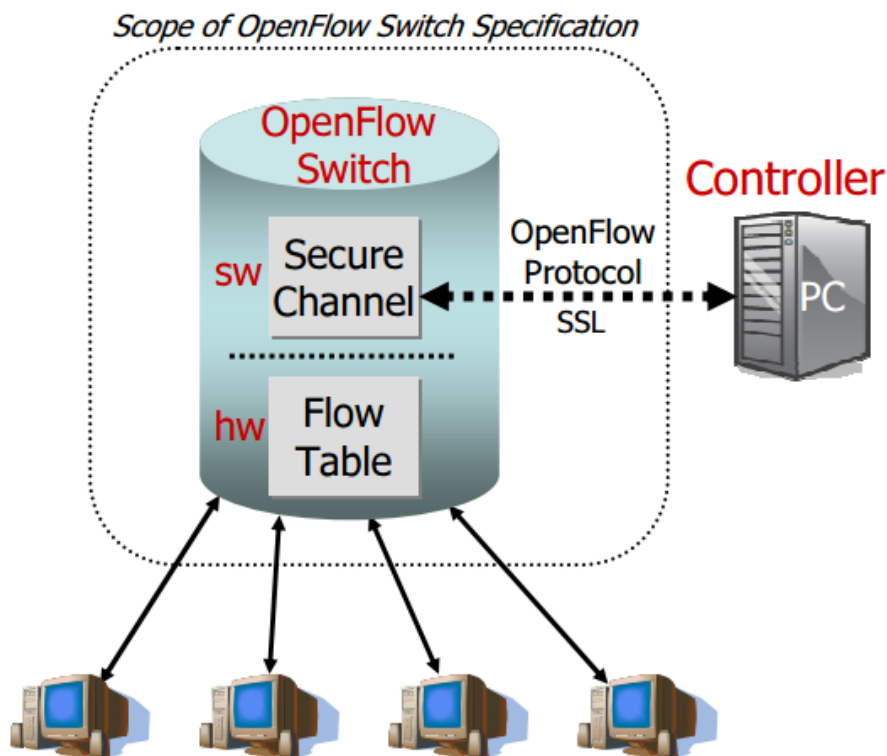 Scope of OpenFlow Switch Specification
OpenFlow
Switch
Controller
sw
Secure
Channel
OpenFlow
Protocol
SSL
PC
hw
Flow
Table